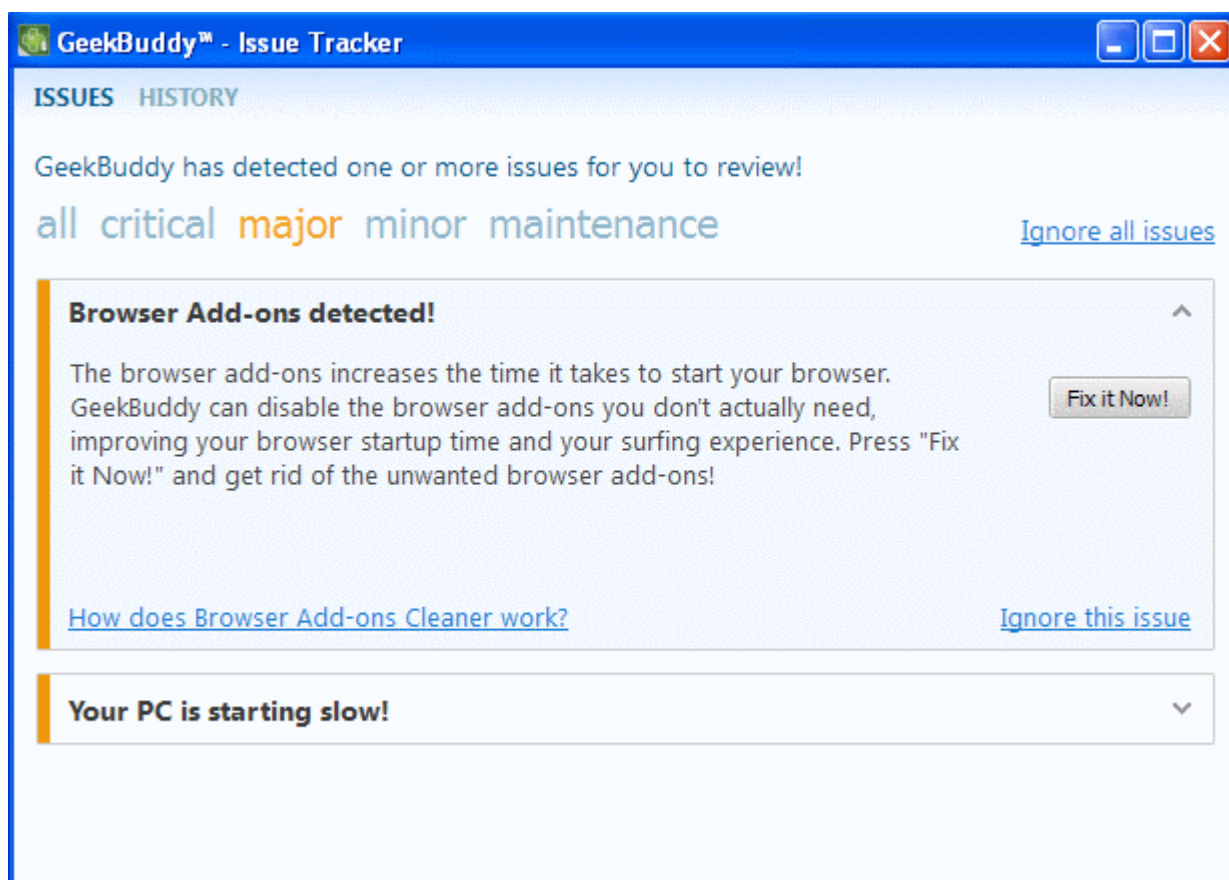 GeekBuddy™ - Issue Tracker
ISSUES HISTORY
GeekBuddy has detected one or more issues for you to review!
all critical major minor maintenance
Ignore all issues
Browser Add-ons detected!
The browser add-ons increases the time it takes to start your browser.
GeekBuddy can disable the browser add-ons you don't actually need,
improving your browser startup time and your surfing experience. Press "Fix
it Now!" and get rid of the unwanted browser add-ons!
Fix it Now!
How does Browser Add-ons Cleaner work?
Ignore this issue
Your PC is starting slow!